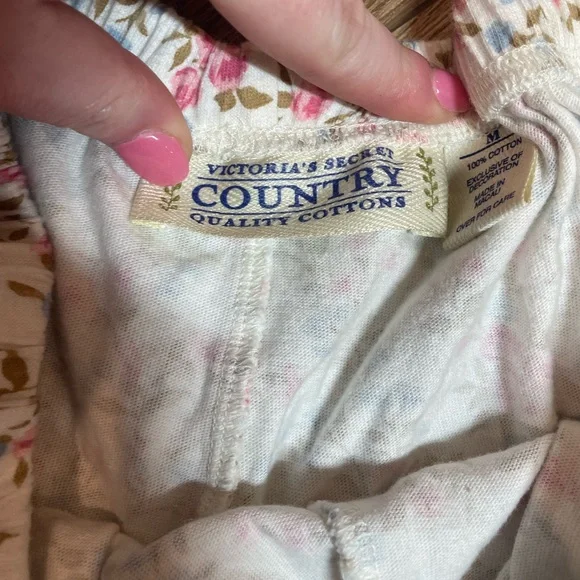 VICTORIA'S SECRET
COUNTRY
QUALITY COTTONS
M
100% COTTON
EXCLUSIVE OF
DECORATION
MADE IN
MACAU
OVER FOR CARE